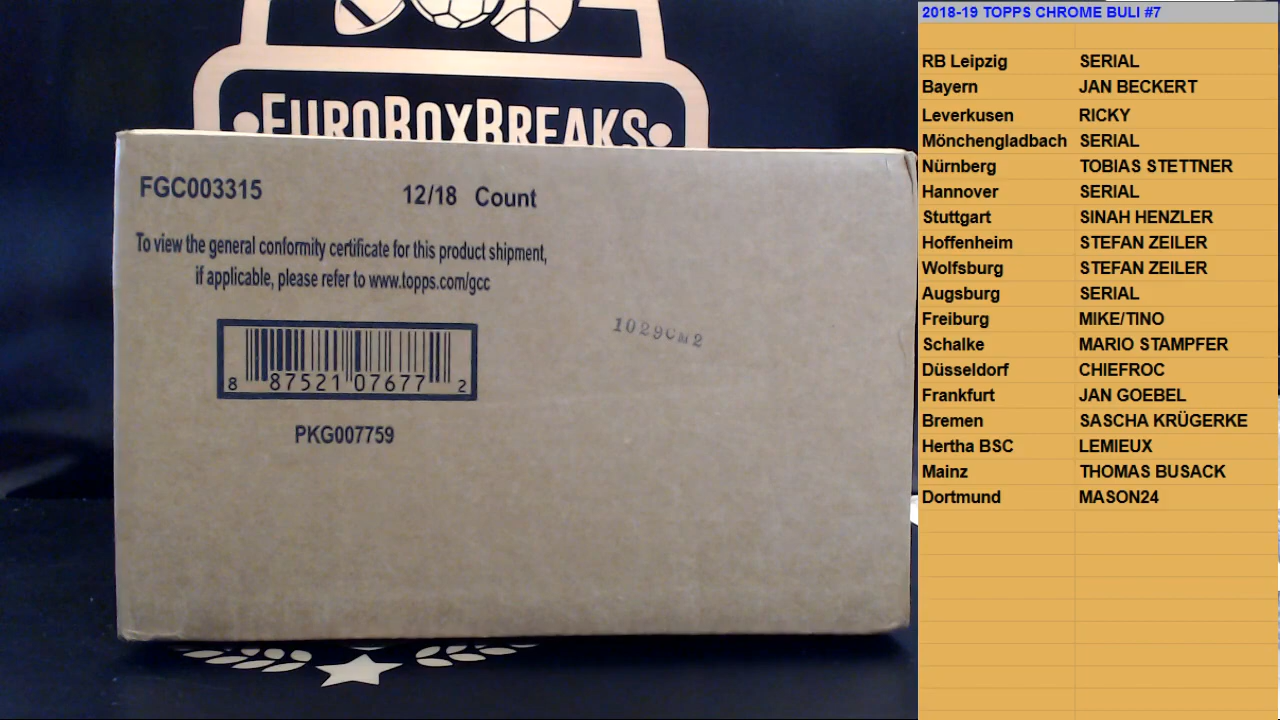 EUROBOXBREAKS
FGC003315
12/18 Count
To view the general conformity certificate for this product shipment,
if applicable, please refer to www.topps.com/gcc
1029CM2
8 87521 07677 2
PKG007759
2018-19 TOPPS CHROME BULI #7
RB Leipzig SERIAL
Bayern JAN BECKERT
Leverkusen RICKY
Mönchengladbach SERIAL
Nürnberg TOBIAS STETTNER
Hannover SERIAL
Stuttgart SINAH HENZLER
Hoffenheim STEFAN ZEILER
Wolfsburg STEFAN ZEILER
Augsburg SERIAL
Freiburg MIKE/TINO
Schalke MARIO STAMPFER
Düsseldorf CHIEFROC
Frankfurt JAN GOEBEL
Bremen SASCHA KRÜGERKE
Hertha BSC LEMIEUX
Mainz THOMAS BUSACK
Dortmund MASON24